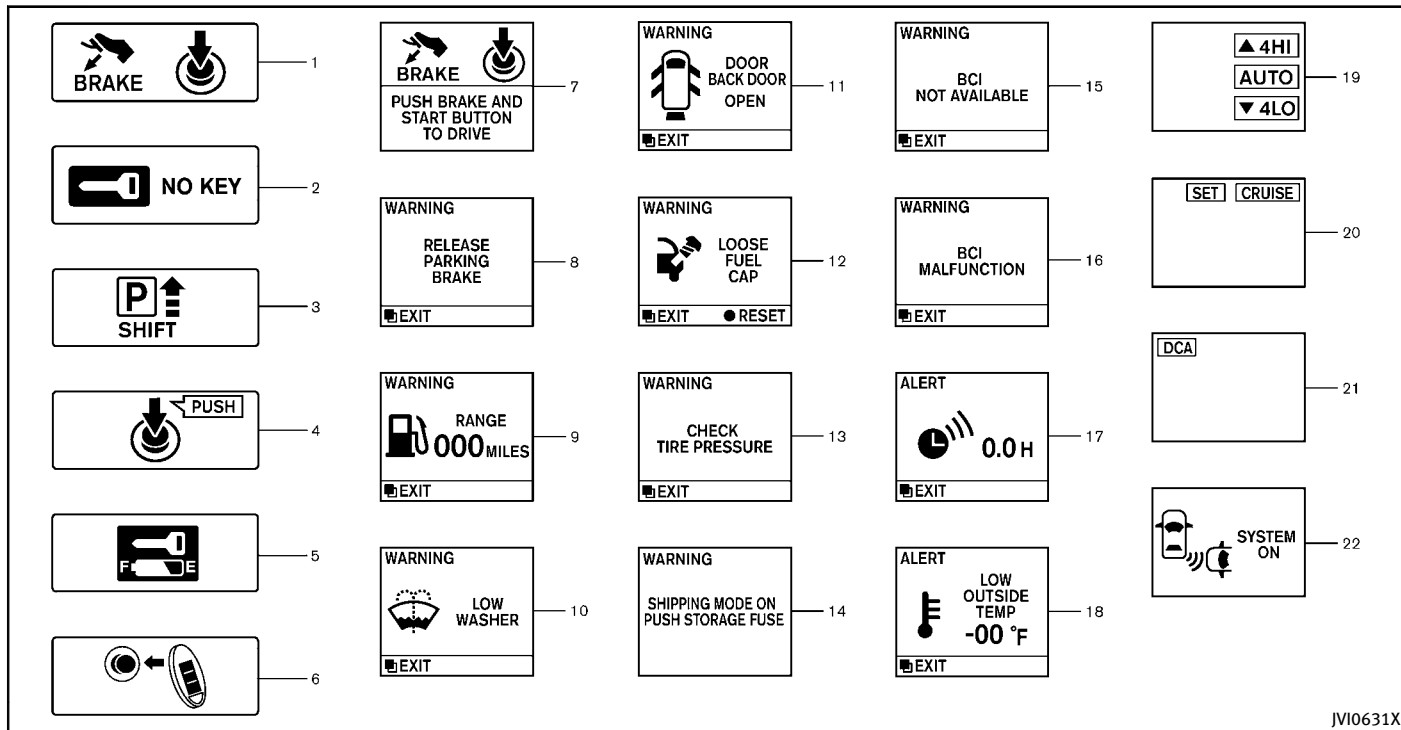 BRAKE
1
NO KEY
2
P
SHIFT
3
PUSH
4
F E
5
6
BRAKE
PUSH BRAKE AND
START BUTTON
TO DRIVE
7
WARNING
RELEASE
PARKING
BRAKE
EXIT
8
WARNING
RANGE
000 MILES
EXIT
9
WARNING
LOW
WASHER
EXIT
10
WARNING
DOOR
BACK DOOR
OPEN
EXIT
11
WARNING
LOOSE
FUEL
CAP
EXIT ● RESET
12
WARNING
CHECK
TIRE PRESSURE
EXIT
13
WARNING
SHIPPING MODE ON
PUSH STORAGE FUSE
14
WARNING
BCI
NOT AVAILABLE
EXIT
15
WARNING
BCI
MALFUNCTION
EXIT
16
ALERT
0.0 H
EXIT
17
ALERT
LOW
OUTSIDE
TEMP
-00 °F
EXIT
18
▲ 4HI
AUTO
▼ 4LO
19
SET CRUISE
20
DCA
21
SYSTEM
ON
22
JVI0631X